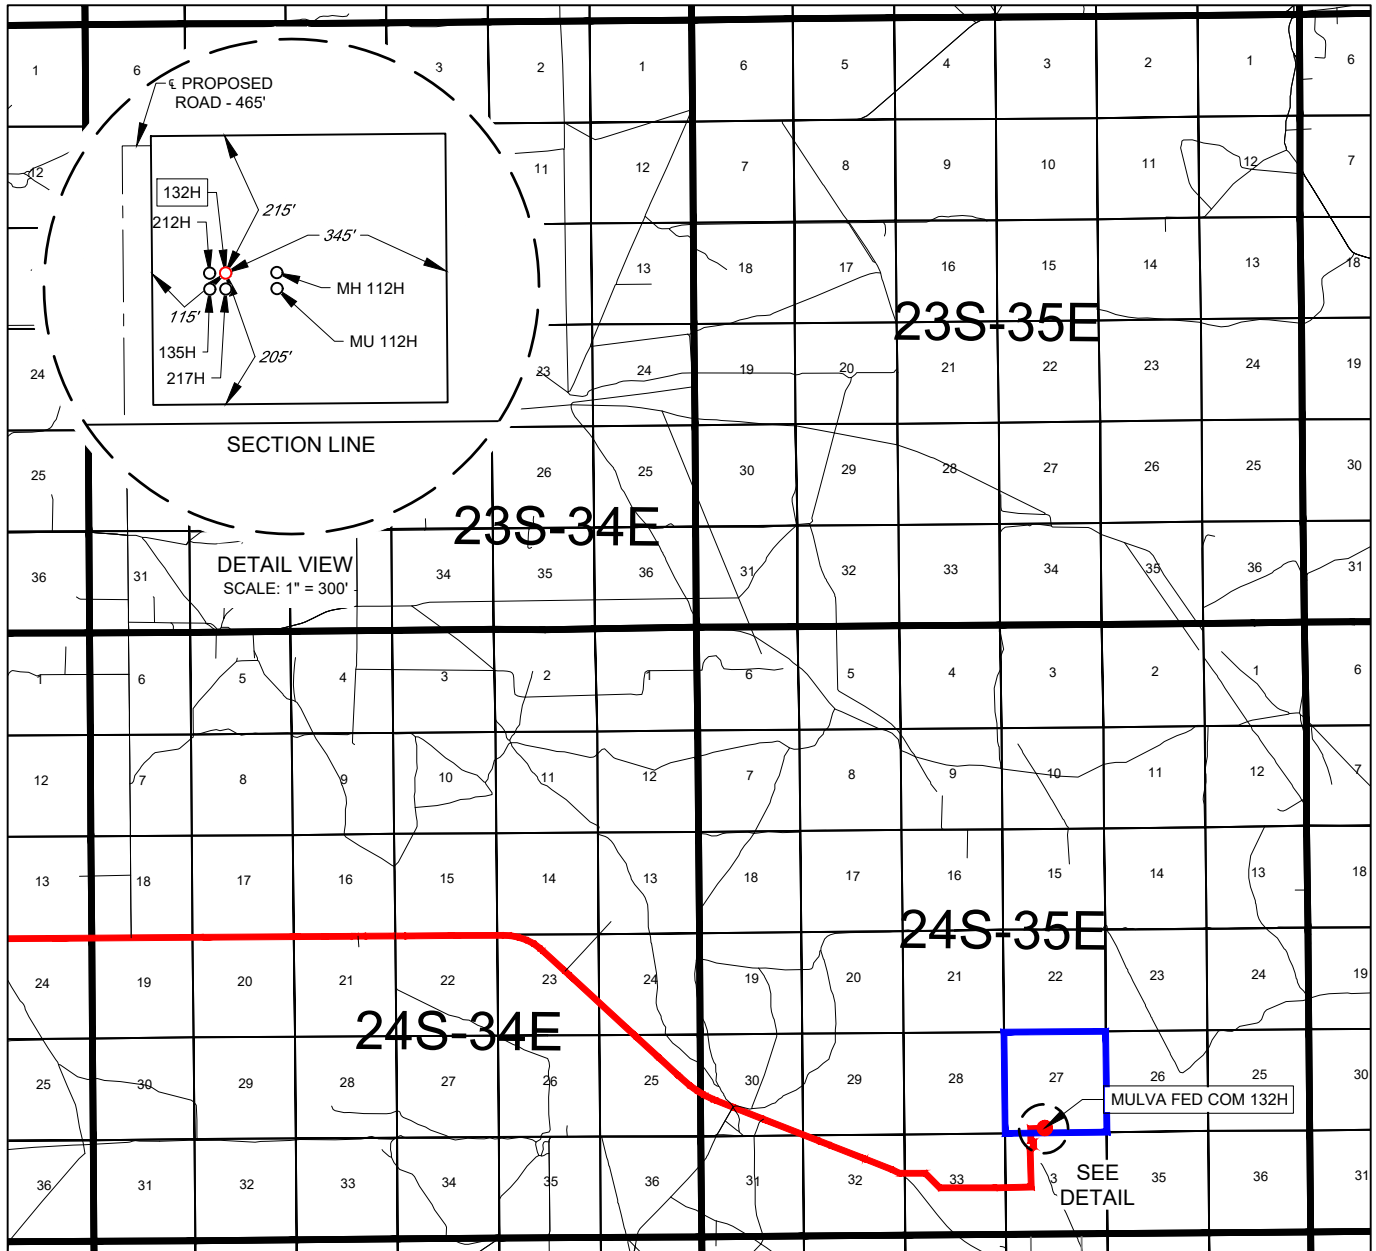 1 6 3 2 1 6 5 4 3 2 1 6
℄ PROPOSED
ROAD - 465'
12 11 12 7 8 9 10 11 12 7
132H
212H
215'
345'
13 18 17 16 15 14 13 18
MH 112H
115'
23S-35E
135H
MU 112H
205'
217H
24 23 24 19 20 21 22 23 24 19
SECTION LINE
25 26 25 30 29 28 27 26 25 30
23S-34E
DETAIL VIEW
SCALE: 1" = 300'
36 31 34 35 36 31 32 33 34 35 36 31
1 6 5 4 3 2 1 6 5 4 3 2 1 6
12 7 8 9 10 11 12 7 8 9 10 11 12 7
13 18 17 16 15 14 13 18 17 16 15 14 13 18
24S-35E
24 19 20 21 22 23 24 19 20 21 22 23 24 19
24S-34E
25 30 29 28 27 26 25 30 29 28 27 26 25 30
MULVA FED COM 132H
36 31 32 33 34 35 36 31 32 33 3 35 36 31
SEE
DETAIL